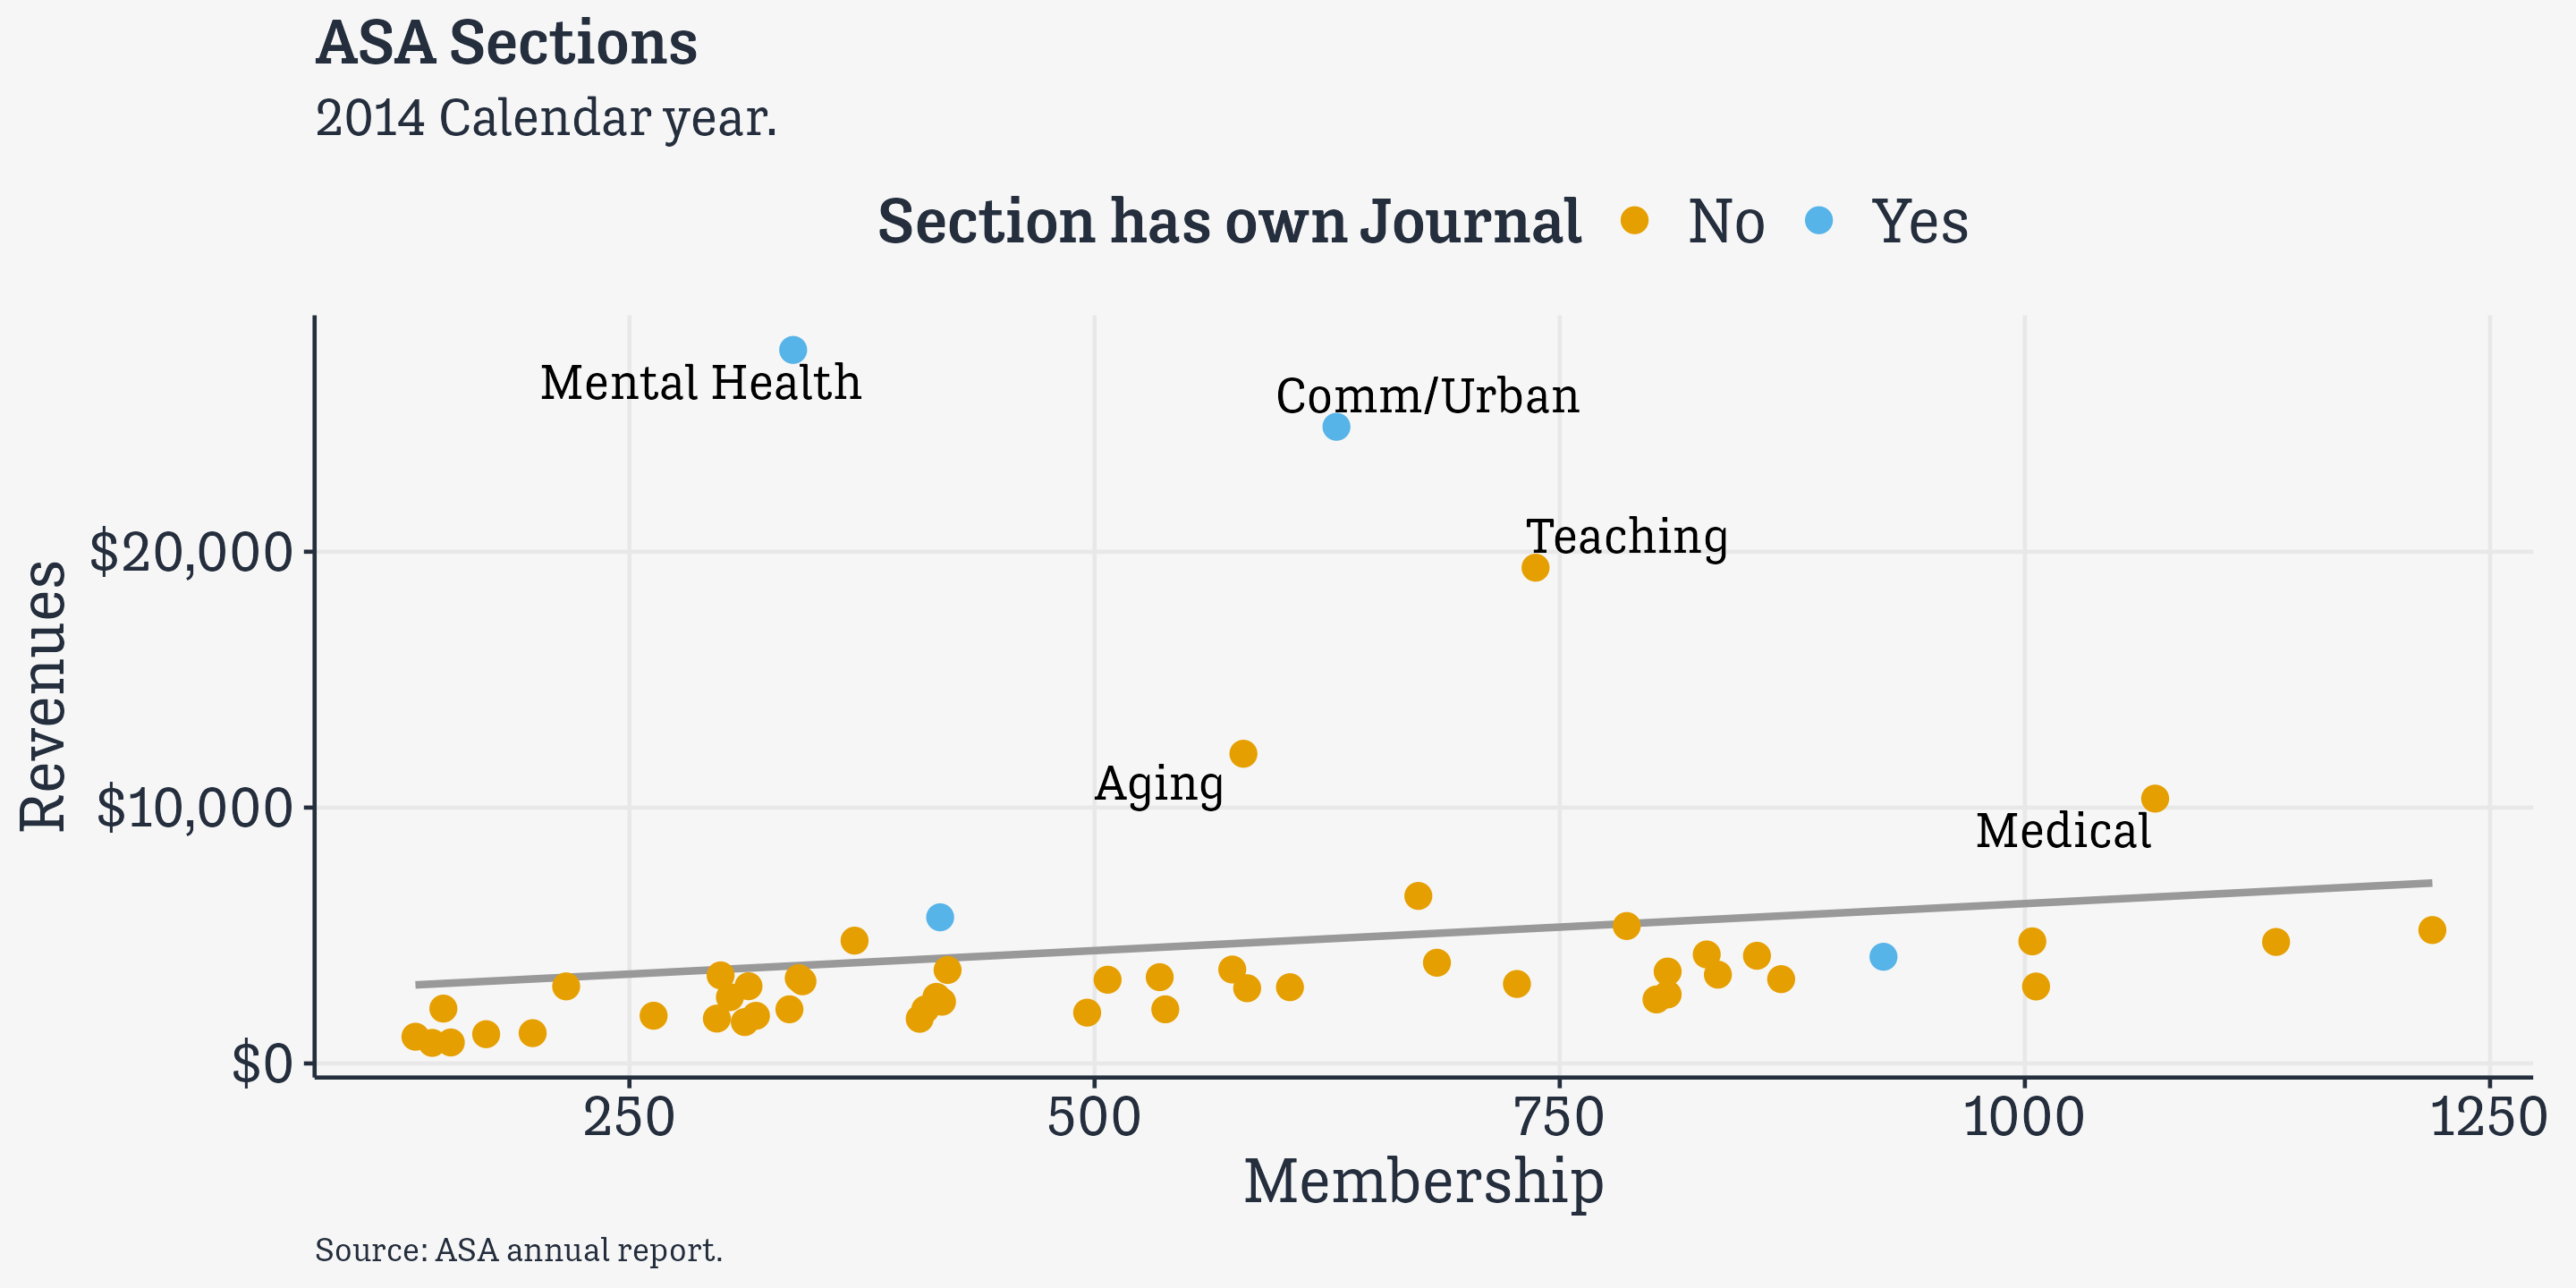 ASA Sections
2014 Calendar year.
Section has own Journal No Yes
Mental Health
Comm/Urban
Teaching
Aging
Medical
Revenues
$20,000
$10,000
$0
250 500 750 1000 1250
Membership
Source: ASA annual report.